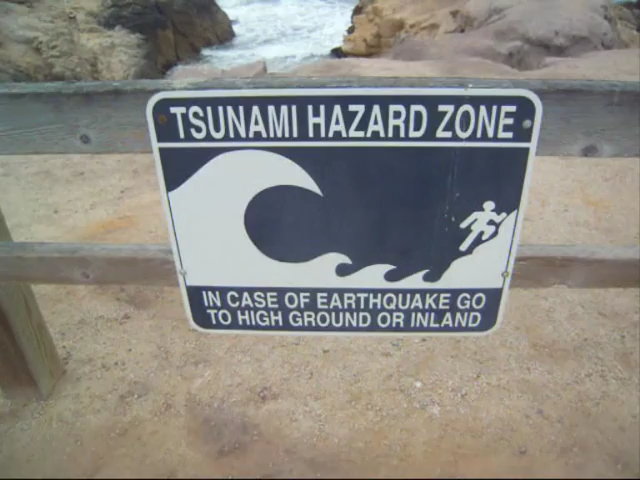 TSUNAMI HAZARD ZONE
IN CASE OF EARTHQUAKE GO
TO HIGH GROUND OR INLAND